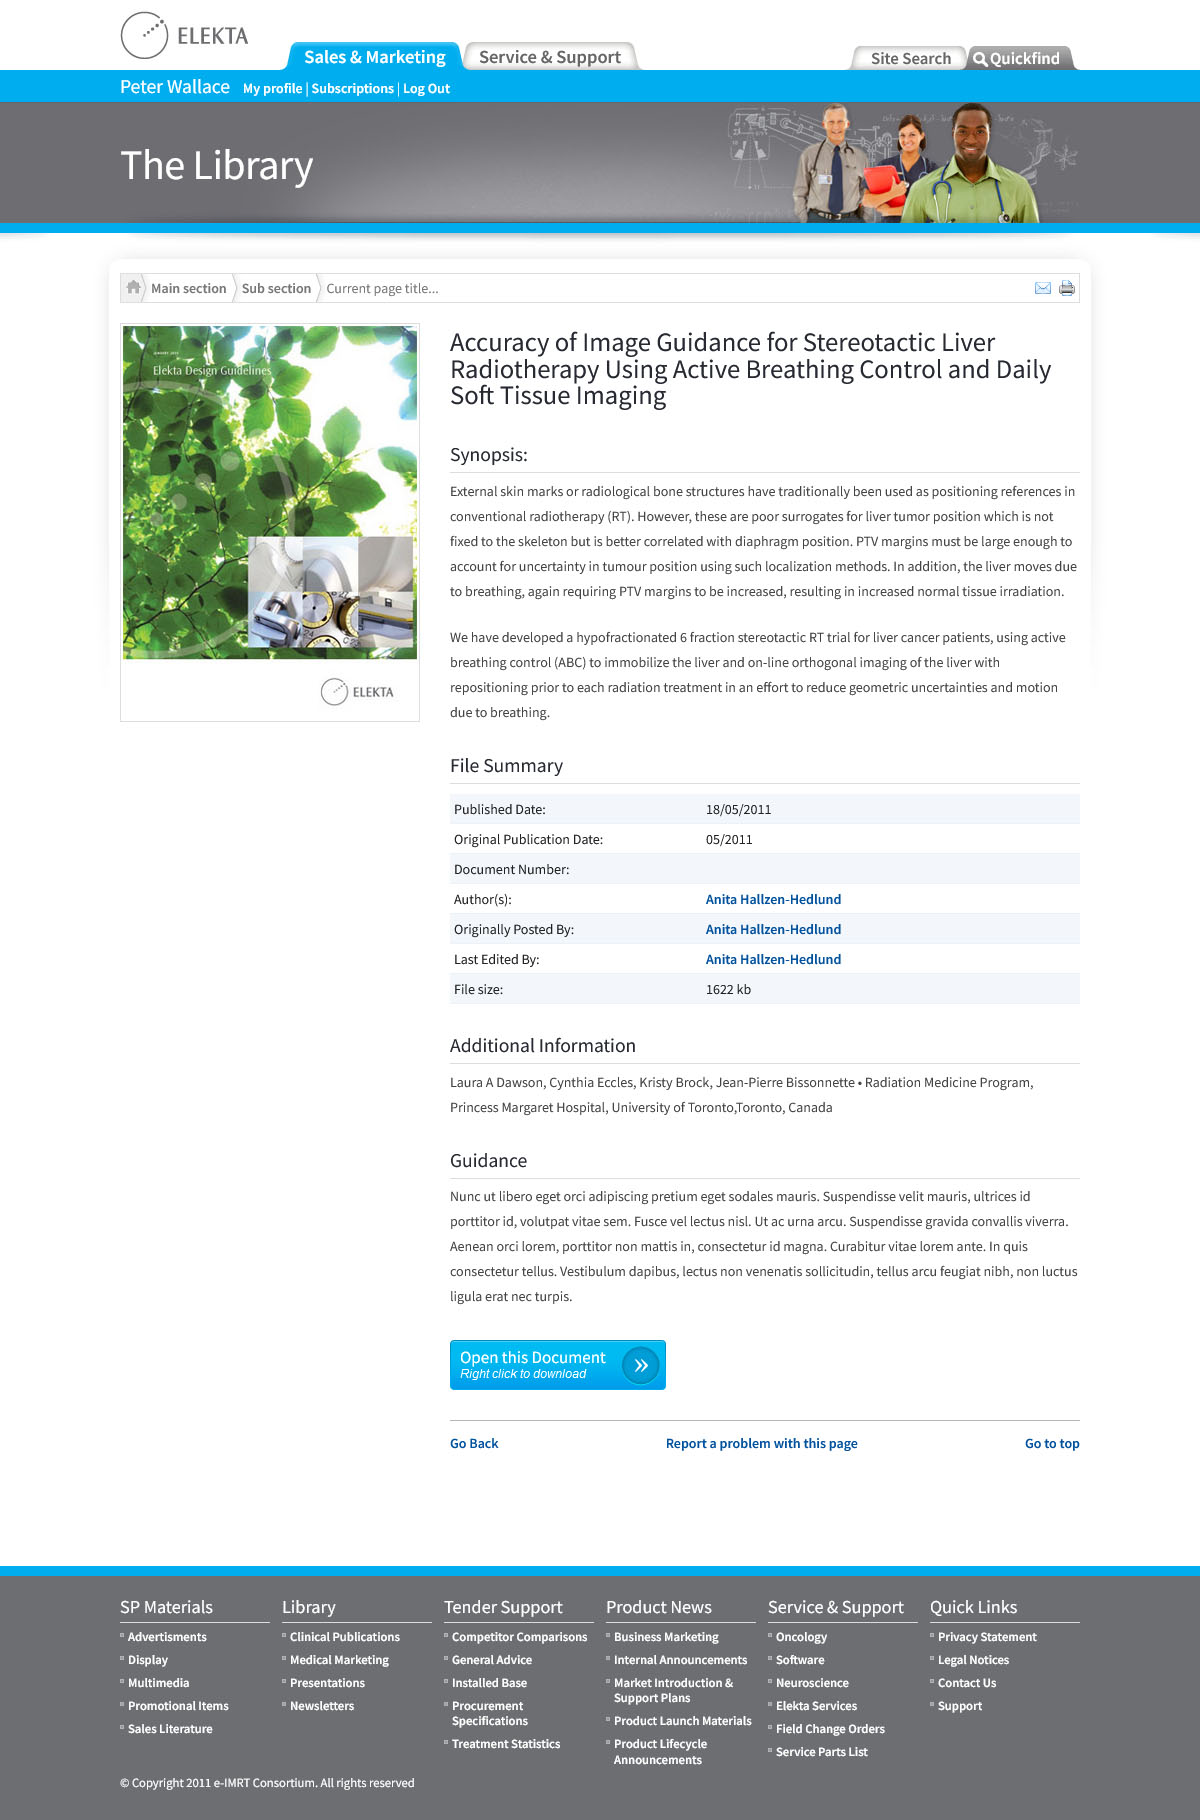 ELEKTA
Sales & Marketing
Service & Support
Site Search
Quickfind
Peter Wallace
My profile | Subscriptions | Log Out
The Library
Main section
Sub section
Current page title...
Elekta Design Guidelines
ELEKTA
Accuracy of Image Guidance for Stereotactic Liver
Radiotherapy Using Active Breathing Control and Daily
Soft Tissue Imaging
Synopsis:
External skin marks or radiological bone structures have traditionally been used as positioning references in
conventional radiotherapy (RT). However, these are poor surrogates for liver tumor position which is not
fixed to the skeleton but is better correlated with diaphragm position. PTV margins must be large enough to
account for uncertainty in tumour position using such localization methods. In addition, the liver moves due
to breathing, again requiring PTV margins to be increased, resulting in increased normal tissue irradiation.
We have developed a hypofractionated 6 fraction stereotactic RT trial for liver cancer patients, using active
breathing control (ABC) to immobilize the liver and on-line orthogonal imaging of the liver with
repositioning prior to each radiation treatment in an effort to reduce geometric uncertainties and motion
due to breathing.
File Summary
Published Date: 18/05/2011
Original Publication Date: 05/2011
Document Number:
Author(s): Anita Hallzen-Hedlund
Originally Posted By: Anita Hallzen-Hedlund
Last Edited By: Anita Hallzen-Hedlund
File size: 1622 kb
Additional Information
Laura A Dawson, Cynthia Eccles, Kristy Brock, Jean-Pierre Bissonnette • Radiation Medicine Program,
Princess Margaret Hospital, University of Toronto,Toronto, Canada
Guidance
Nunc ut libero eget orci adipiscing pretium eget sodales mauris. Suspendisse velit mauris, ultrices id
porttitor id, volutpat vitae sem. Fusce vel lectus nisl. Ut ac urna arcu. Suspendisse gravida convallis viverra.
Aenean orci lorem, porttitor non mattis in, consectetur id magna. Curabitur vitae lorem ante. In quis
consectetur tellus. Vestibulum dapibus, lectus non venenatis sollicitudin, tellus arcu feugiat nibh, non luctus
ligula erat nec turpis.
Open this Document
Right click to download
Go Back
Report a problem with this page
Go to top
SP Materials
Advertisments
Display
Multimedia
Promotional Items
Sales Literature
Library
Clinical Publications
Medical Marketing
Presentations
Newsletters
Tender Support
Competitor Comparisons
General Advice
Installed Base
Procurement
Specifications
Treatment Statistics
Product News
Business Marketing
Internal Announcements
Market Introduction &
Support Plans
Product Launch Materials
Product Lifecycle
Announcements
Service & Support
Oncology
Software
Neuroscience
Elekta Services
Field Change Orders
Service Parts List
Quick Links
Privacy Statement
Legal Notices
Contact Us
Support
© Copyright 2011 e-IMRT Consortium. All rights reserved